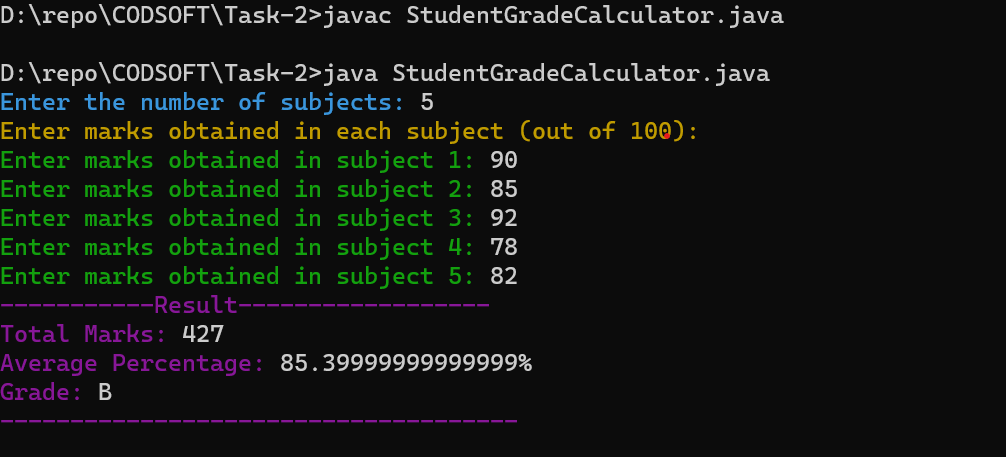 D:\repo\CODSOFT\Task-2>javac StudentGradeCalculator.java
D:\repo\CODSOFT\Task-2>java StudentGradeCalculator.java
Enter the number of subjects: 5
Enter marks obtained in each subject (out of 100):
Enter marks obtained in subject 1: 90
Enter marks obtained in subject 2: 85
Enter marks obtained in subject 3: 92
Enter marks obtained in subject 4: 78
Enter marks obtained in subject 5: 82
-----------Result------------------
Total Marks: 427
Average Percentage: 85.39999999999999%
Grade: B
-------------------------------------